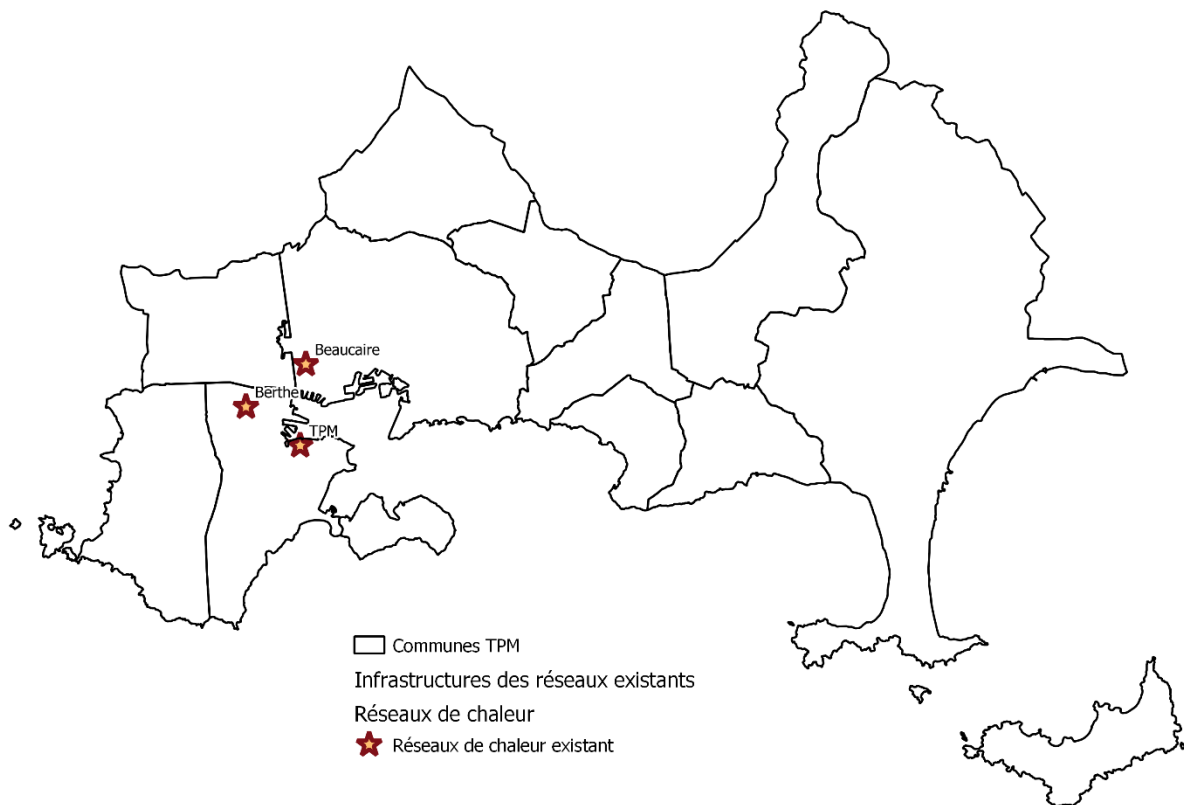 Beaucaire
Berthe
TPM
Communes TPM
Infrastructures des réseaux existants
Réseaux de chaleur
Réseaux de chaleur existant